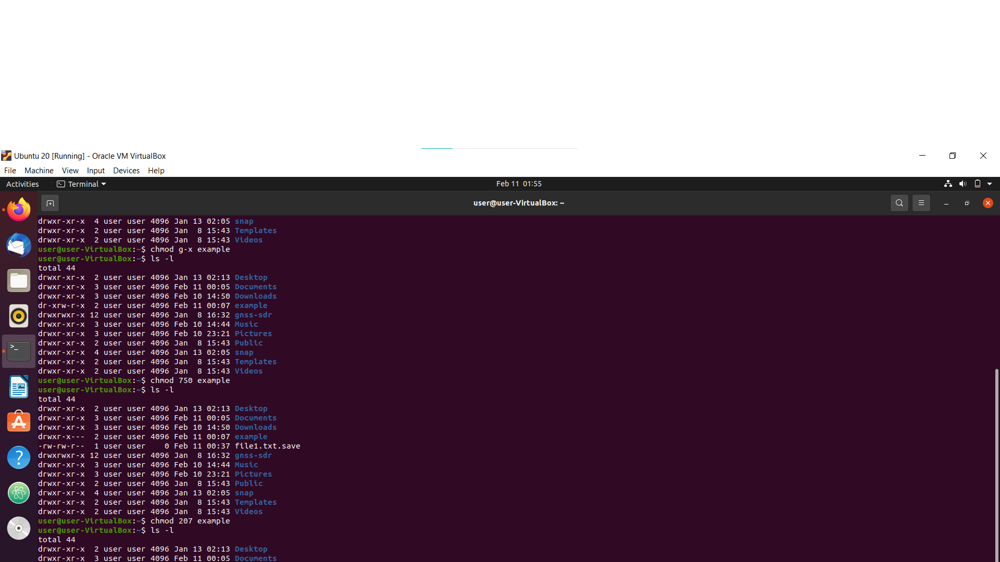 Ubuntu 20 [Running] - Oracle VM VirtualBox
File Machine View Input Devices Help
Activities Terminal Feb 11 01:55
user@user-VirtualBox: ~
drwxr-xr-x  4 user user 4096 Jan 13 02:05 snap
drwxr-xr-x  2 user user 4096 Jan  8 15:43 Templates
drwxr-xr-x  2 user user 4096 Jan  8 15:43 Videos
user@user-VirtualBox:~$ chmod g-x example
user@user-VirtualBox:~$ ls -l
total 44
drwxr-xr-x  2 user user 4096 Jan 13 02:13 Desktop
drwxr-xr-x  3 user user 4096 Feb 11 00:05 Documents
drwxr-xr-x  3 user user 4096 Feb 10 14:50 Downloads
dr-xrw-r-x  2 user user 4096 Feb 11 00:07 example
drwxrwxr-x 12 user user 4096 Jan  8 16:32 gnss-sdr
drwxr-xr-x  3 user user 4096 Feb 10 14:44 Music
drwxr-xr-x  3 user user 4096 Feb 10 23:21 Pictures
drwxr-xr-x  2 user user 4096 Jan  8 15:43 Public
drwxr-xr-x  4 user user 4096 Jan 13 02:05 snap
drwxr-xr-x  2 user user 4096 Jan  8 15:43 Templates
drwxr-xr-x  2 user user 4096 Jan  8 15:43 Videos
user@user-VirtualBox:~$ chmod 750 example
user@user-VirtualBox:~$ ls -l
total 44
drwxr-xr-x  2 user user 4096 Jan 13 02:13 Desktop
drwxr-xr-x  3 user user 4096 Feb 11 00:05 Documents
drwxr-xr-x  3 user user 4096 Feb 10 14:50 Downloads
drwxr-x---  2 user user 4096 Feb 11 00:07 example
-rw-rw-r--  1 user user    0 Feb 11 00:37 file1.txt.save
drwxrwxr-x 12 user user 4096 Jan  8 16:32 gnss-sdr
drwxr-xr-x  3 user user 4096 Feb 10 14:44 Music
drwxr-xr-x  3 user user 4096 Feb 10 23:21 Pictures
drwxr-xr-x  2 user user 4096 Jan  8 15:43 Public
drwxr-xr-x  4 user user 4096 Jan 13 02:05 snap
drwxr-xr-x  2 user user 4096 Jan  8 15:43 Templates
drwxr-xr-x  2 user user 4096 Jan  8 15:43 Videos
user@user-VirtualBox:~$ chmod 207 example
user@user-VirtualBox:~$ ls -l
total 44
drwxr-xr-x  2 user user 4096 Jan 13 02:13 Desktop
drwxr-xr-x  3 user user 4096 Feb 11 00:05 Documents